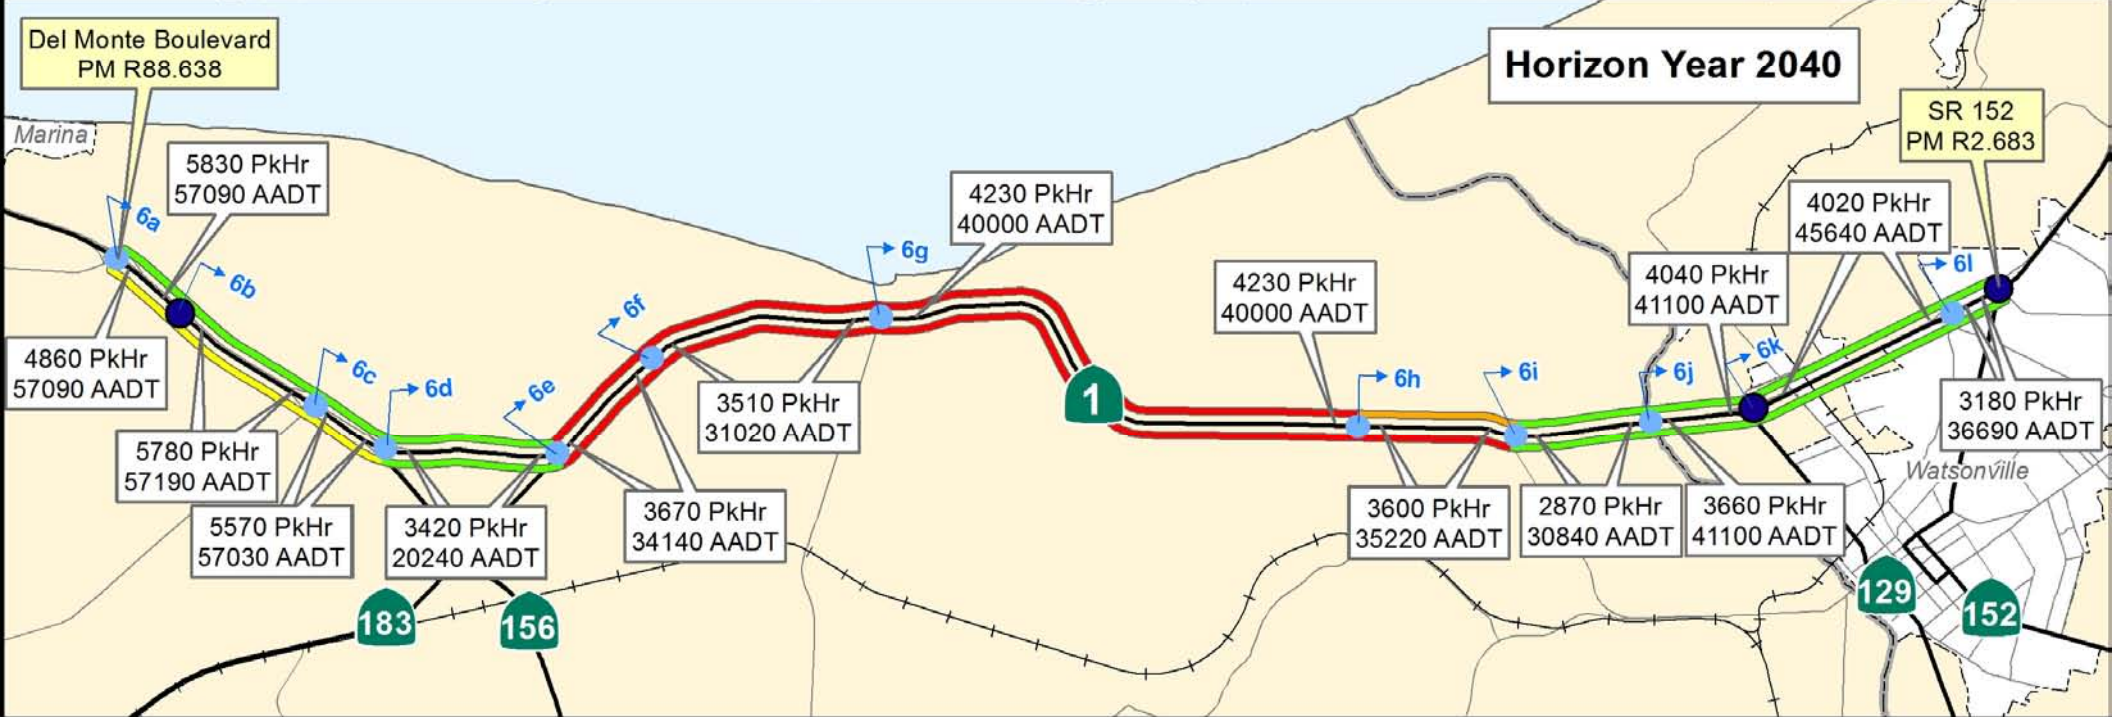 Del Monte Boulevard
PM R88.638
Horizon Year 2040
SR 152
PM R2.683
Marina
5830 PkHr
57090 AADT
4230 PkHr
40000 AADT
4020 PkHr
45640 AADT
6a
6b
6g
6l
4230 PkHr
40000 AADT
4040 PkHr
41100 AADT
6f
4860 PkHr
57090 AADT
6c
6d
6e
1
6h
6i
6j
6k
3510 PkHr
31020 AADT
3180 PkHr
36690 AADT
5780 PkHr
57190 AADT
Watsonville
5570 PkHr
57030 AADT
3420 PkHr
20240 AADT
3670 PkHr
34140 AADT
3600 PkHr
35220 AADT
2870 PkHr
30840 AADT
3660 PkHr
41100 AADT
183
156
129
152